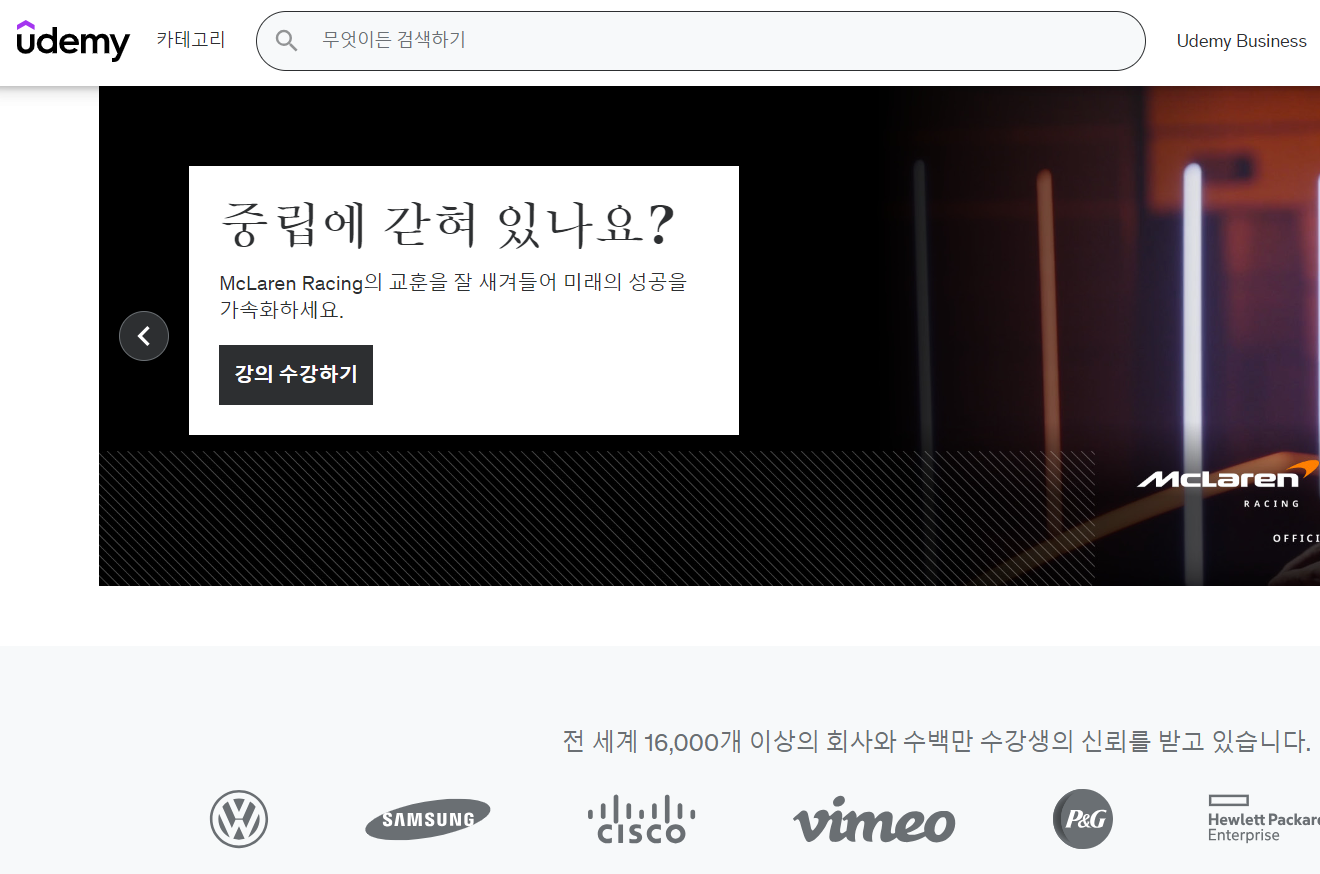 udemy
카테고리
무엇이든 검색하기
Udemy Business
중립에 갇혀 있나요?
McLaren Racing의 교훈을 잘 새겨들어 미래의 성공을
가속화하세요.
강의 수강하기
McLaren
RACING
OFFICI
전 세계 16,000개 이상의 회사와 수백만 수강생의 신뢰를 받고 있습니다.
VW
SAMSUNG
CISCO
vimeo
P&G
Hewlett Packar
Enterprise